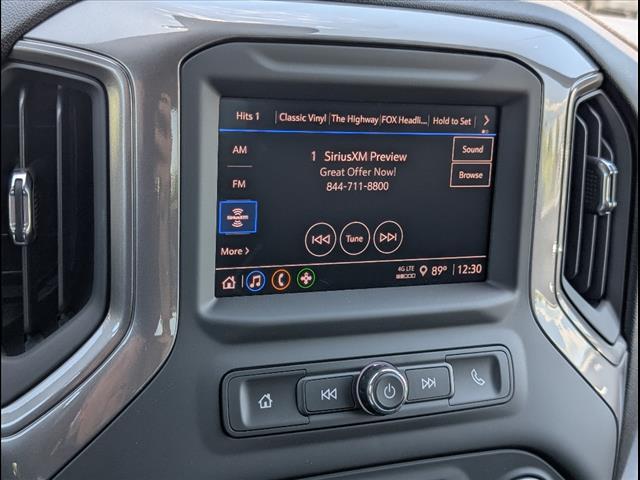 Hits 1 Classic Vinyl The Highway FOX Headli... Hold to Set
AM
1 SiriusXM Preview
Sound
Great Offer Now!
FM
844-711-8800
Browse
SiriusXM
Tune
More
4G LTE
89° 12:30